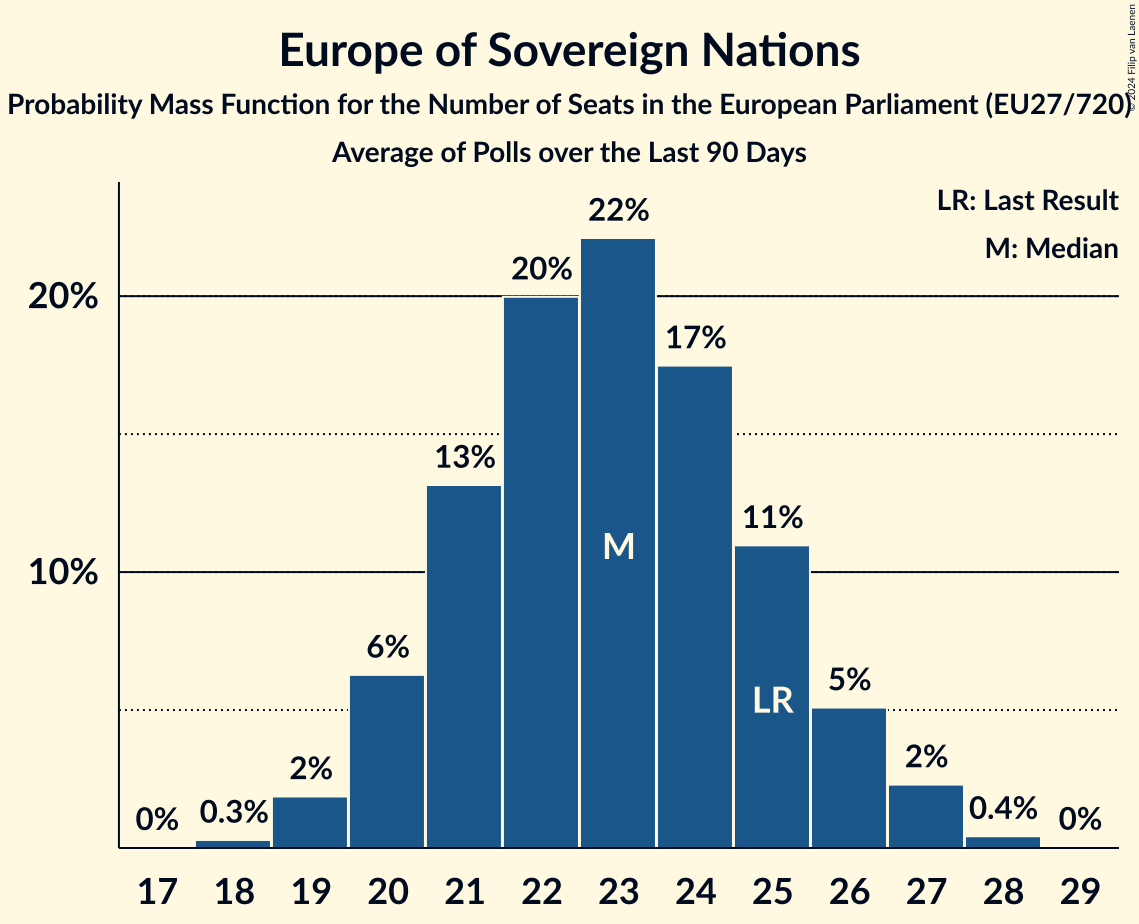 Europe of Sovereign Nations
Probability Mass Function for the Number of Seats in the European Parliament (EU27/720)
Average of Polls over the Last 90 Days
© 2024 Filip van Laenen
LR: Last Result
M: Median
20%
10%
0%
0.3%
2%
6%
13%
20%
22%
17%
11%
5%
2%
0.4%
0%
M
LR
17 18 19 20 21 22 23 24 25 26 27 28 29